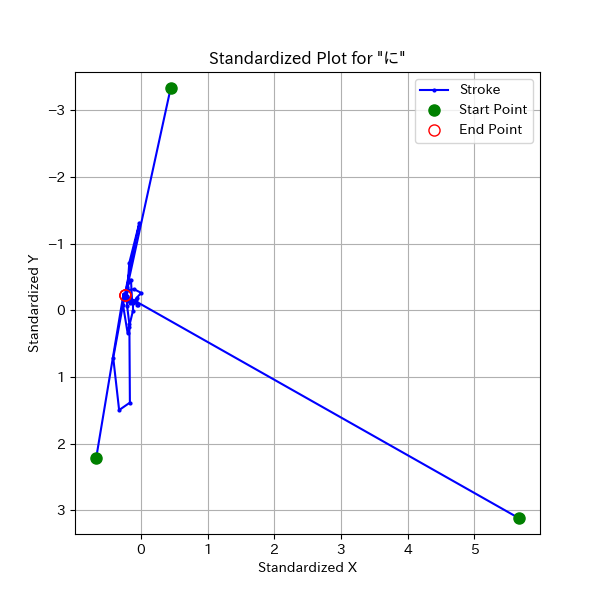 Standardized Plot for "に"
Stroke
Start Point
End Point
−3
−2
−1
0
1
2
3
Standardized Y
0 1 2 3 4 5
Standardized X